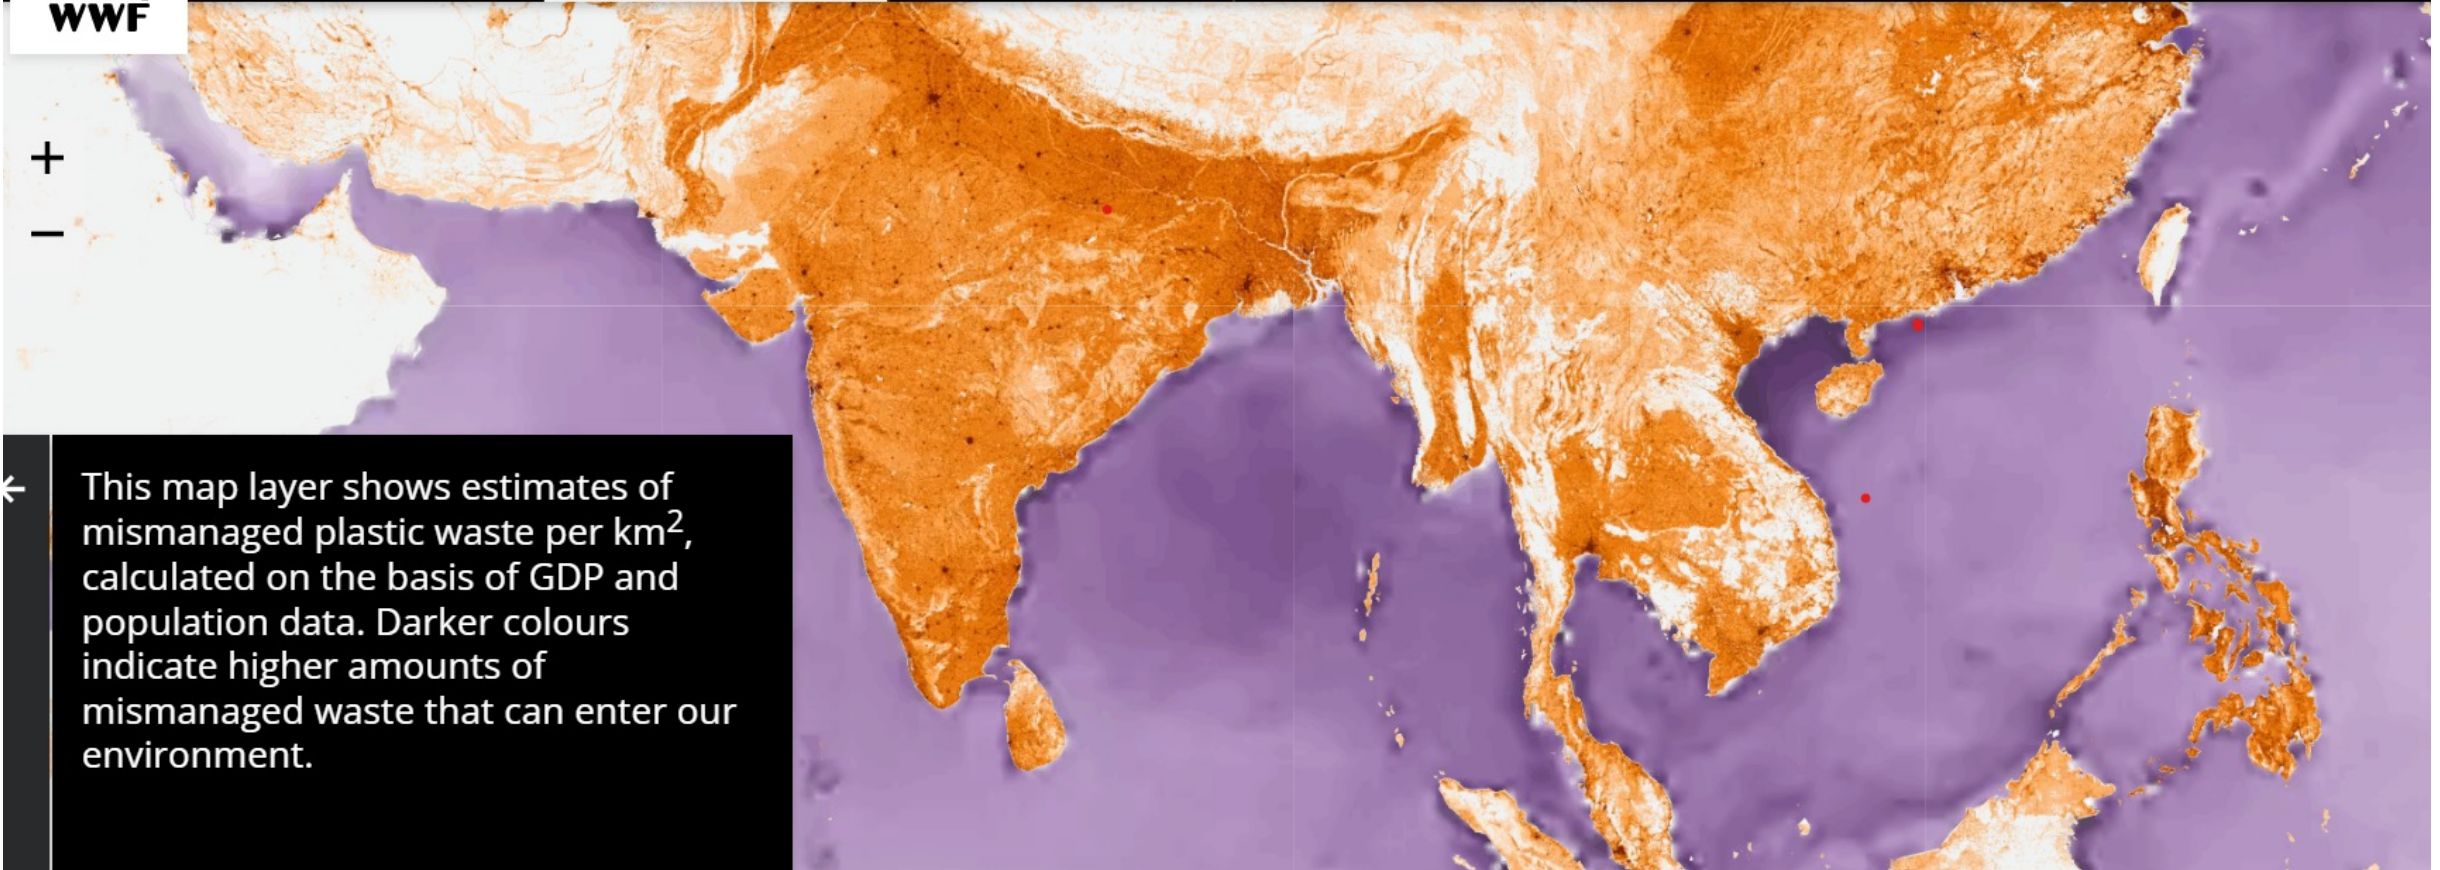 WWF
+
−
←
This map layer shows estimates of
mismanaged plastic waste per km²,
calculated on the basis of GDP and
population data. Darker colours
indicate higher amounts of
mismanaged waste that can enter our
environment.